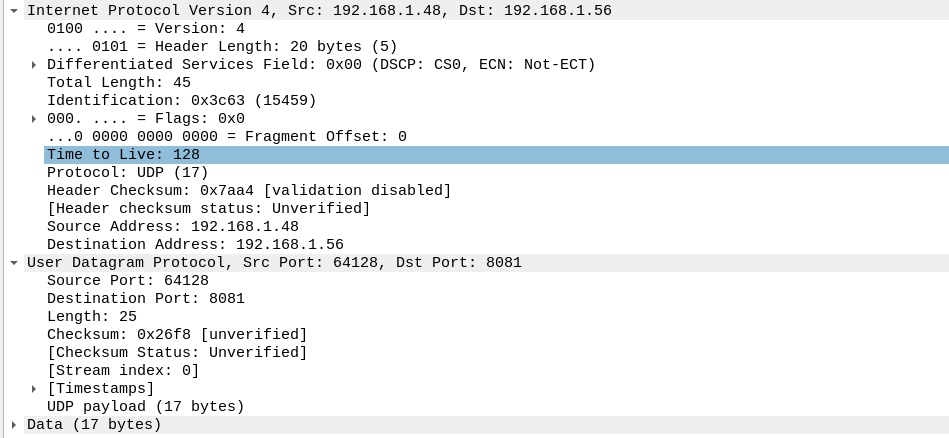 Internet Protocol Version 4, Src: 192.168.1.48, Dst: 192.168.1.56
0100 .... = Version: 4
.... 0101 = Header Length: 20 bytes (5)
Differentiated Services Field: 0x00 (DSCP: CS0, ECN: Not-ECT)
Total Length: 45
Identification: 0x3c63 (15459)
000. .... = Flags: 0x0
...0 0000 0000 0000 = Fragment Offset: 0
Time to Live: 128
Protocol: UDP (17)
Header Checksum: 0x7aa4 [validation disabled]
[Header checksum status: Unverified]
Source Address: 192.168.1.48
Destination Address: 192.168.1.56
User Datagram Protocol, Src Port: 64128, Dst Port: 8081
Source Port: 64128
Destination Port: 8081
Length: 25
Checksum: 0x26f8 [unverified]
[Checksum Status: Unverified]
[Stream index: 0]
[Timestamps]
UDP payload (17 bytes)
Data (17 bytes)